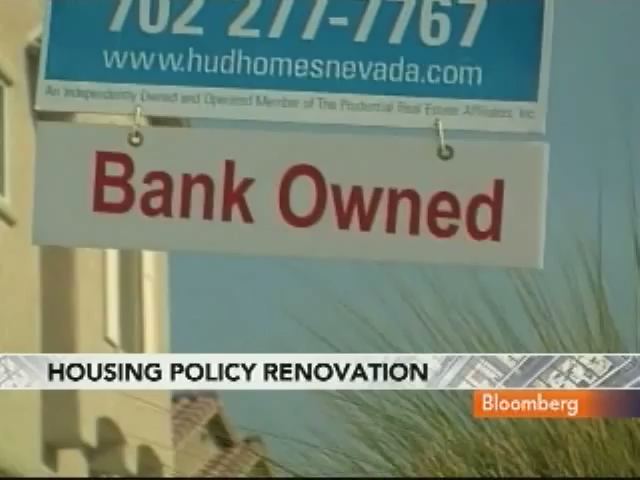 702 277-7767
www.hudhomesnevada.com
An Independently Owned and Operated Member of The Prudential Real Estate Affiliates, Inc.
Bank Owned
HOUSING POLICY RENOVATION
Bloomberg